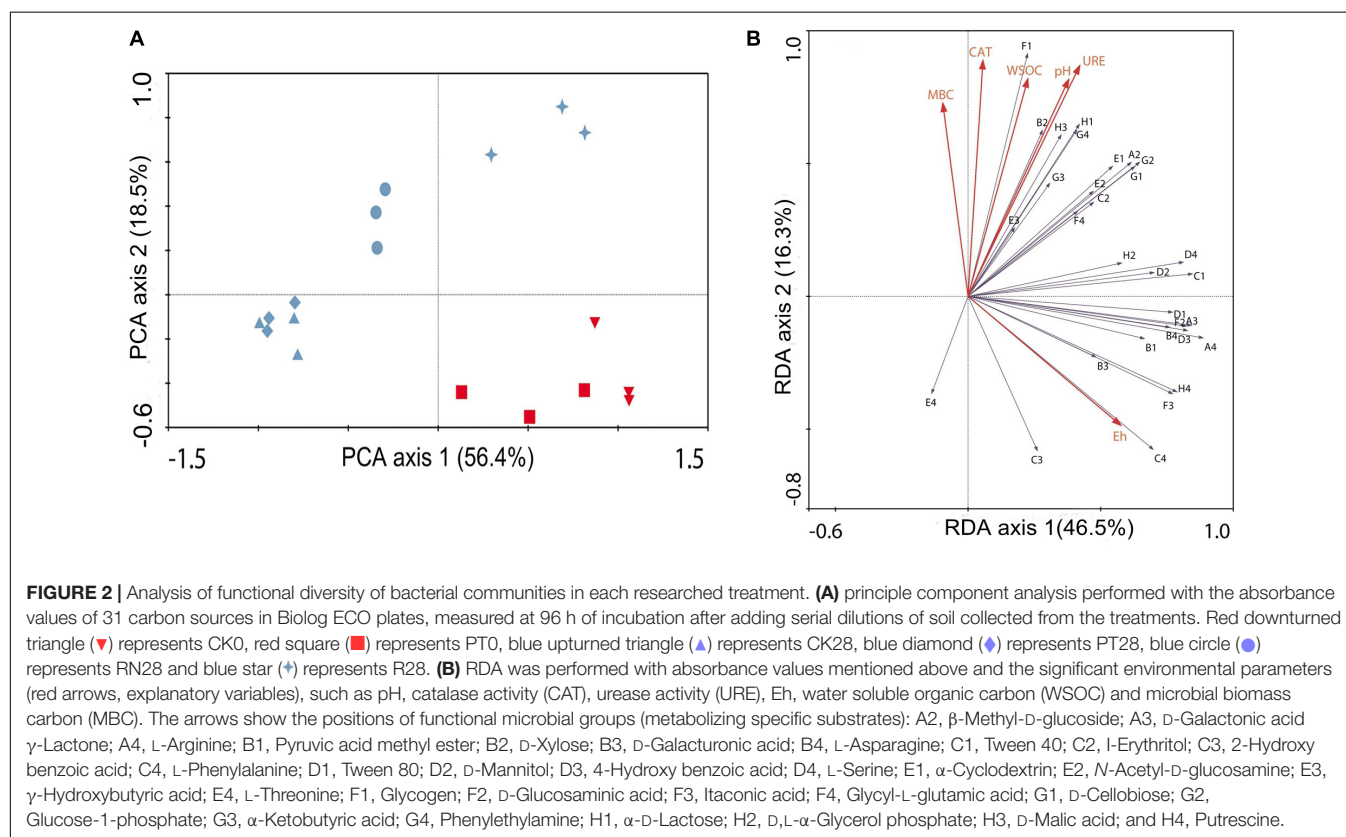 A
1.0
PCA axis 2 (18.5%)
-0.6
-1.5
PCA axis 1 (56.4%)
1.5
B
1.0
F1
CAT
WSOC
pH
URE
MBC
B2
H3
H1
G4
E1
A2
G2
G1
G3
E2
C2
E3
F4
H2
D4
D2
C1
D1
F2
A3
B4
D3
B1
A4
B3
E4
H4
F3
Eh
C3
C4
RDA axis 2 (16.3%)
-0.8
-0.6
RDA axis 1(46.5%)
1.0
FIGURE 2 | Analysis of functional diversity of bacterial communities in each researched treatment. (A) principle component analysis performed with the absorbance
values of 31 carbon sources in Biolog ECO plates, measured at 96 h of incubation after adding serial dilutions of soil collected from the treatments. Red downturned
triangle (▼) represents CK0, red square (■) represents PT0, blue upturned triangle (▲) represents CK28, blue diamond (◆) represents PT28, blue circle (●)
represents RN28 and blue star (✦) represents R28. (B) RDA was performed with absorbance values mentioned above and the significant environmental parameters
(red arrows, explanatory variables), such as pH, catalase activity (CAT), urease activity (URE), Eh, water soluble organic carbon (WSOC) and microbial biomass
carbon (MBC). The arrows show the positions of functional microbial groups (metabolizing specific substrates): A2, β-Methyl-D-glucoside; A3, D-Galactonic acid
γ-Lactone; A4, L-Arginine; B1, Pyruvic acid methyl ester; B2, D-Xylose; B3, D-Galacturonic acid; B4, L-Asparagine; C1, Tween 40; C2, I-Erythritol; C3, 2-Hydroxy
benzoic acid; C4, L-Phenylalanine; D1, Tween 80; D2, D-Mannitol; D3, 4-Hydroxy benzoic acid; D4, L-Serine; E1, α-Cyclodextrin; E2, N-Acetyl-D-glucosamine; E3,
γ-Hydroxybutyric acid; E4, L-Threonine; F1, Glycogen; F2, D-Glucosaminic acid; F3, Itaconic acid; F4, Glycyl-L-glutamic acid; G1, D-Cellobiose; G2,
Glucose-1-phosphate; G3, α-Ketobutyric acid; G4, Phenylethylamine; H1, α-D-Lactose; H2, D,L-α-Glycerol phosphate; H3, D-Malic acid; and H4, Putrescine.